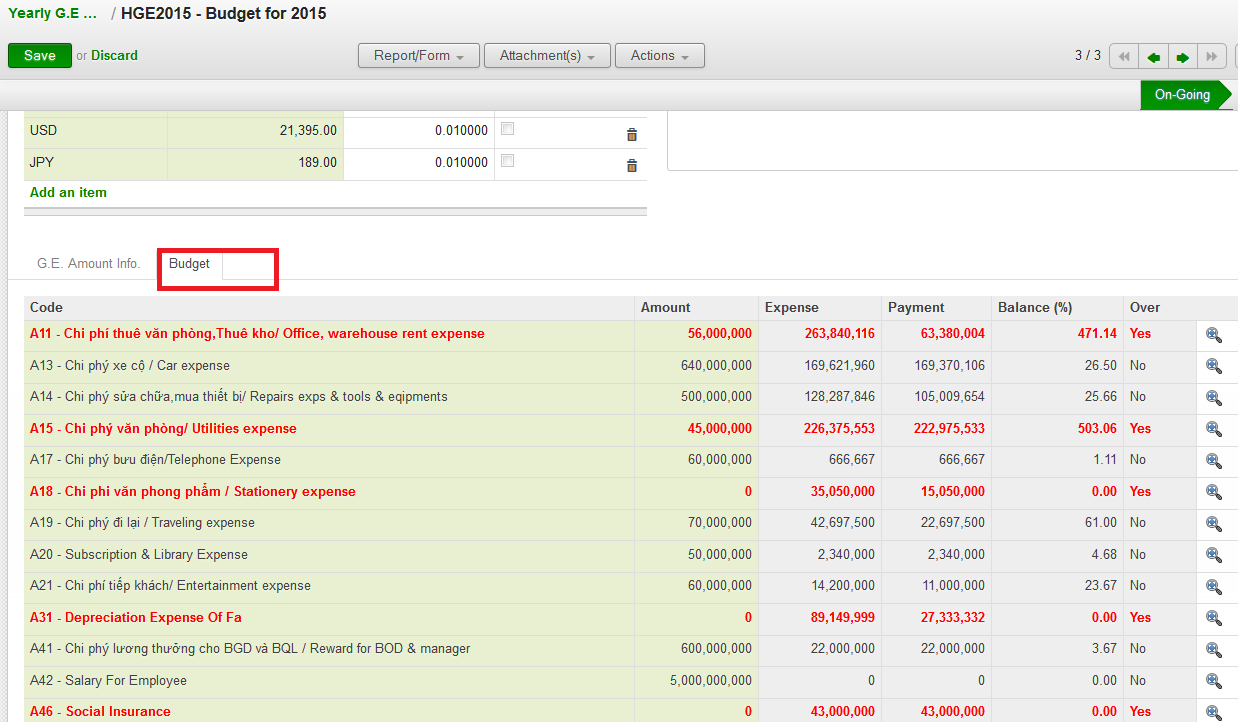 Yearly G.E ... / HGE2015 - Budget for 2015
Save or Discard Report/Form Attachment(s) Actions 3 / 3
On-Going
USD 21,395.00 0.010000
JPY 189.00 0.010000
Add an item
G.E. Amount Info. Budget
Code Amount Expense Payment Balance (%) Over
A11 - Chi phí thuê văn phòng,Thuê kho/ Office, warehouse rent expense 56,000,000 263,840,116 63,380,004 471.14 Yes
A13 - Chi phý xe cộ / Car expense 640,000,000 169,621,960 169,370,106 26.50 No
A14 - Chi phý sửa chữa,mua thiết bị/ Repairs exps & tools & eqipments 500,000,000 128,287,846 105,009,654 25.66 No
A15 - Chi phý văn phòng/ Utilities expense 45,000,000 226,375,553 222,975,533 503.06 Yes
A17 - Chi phý bưu điện/Telephone Expense 60,000,000 666,667 666,667 1.11 No
A18 - Chi phi văn phong phẩm / Stationery expense 0 35,050,000 15,050,000 0.00 Yes
A19 - Chi phý đi lại / Traveling expense 70,000,000 42,697,500 22,697,500 61.00 No
A20 - Subscription & Library Expense 50,000,000 2,340,000 2,340,000 4.68 No
A21 - Chi phí tiếp khách/ Entertainment expense 60,000,000 14,200,000 11,000,000 23.67 No
A31 - Depreciation Expense Of Fa 0 89,149,999 27,333,332 0.00 Yes
A41 - Chi phý lương thưởng cho BGD và BQL / Reward for BOD & manager 600,000,000 22,000,000 22,000,000 3.67 No
A42 - Salary For Employee 5,000,000,000 0 0 0.00 No
A46 - Social Insurance 0 43,000,000 43,000,000 0.00 Yes